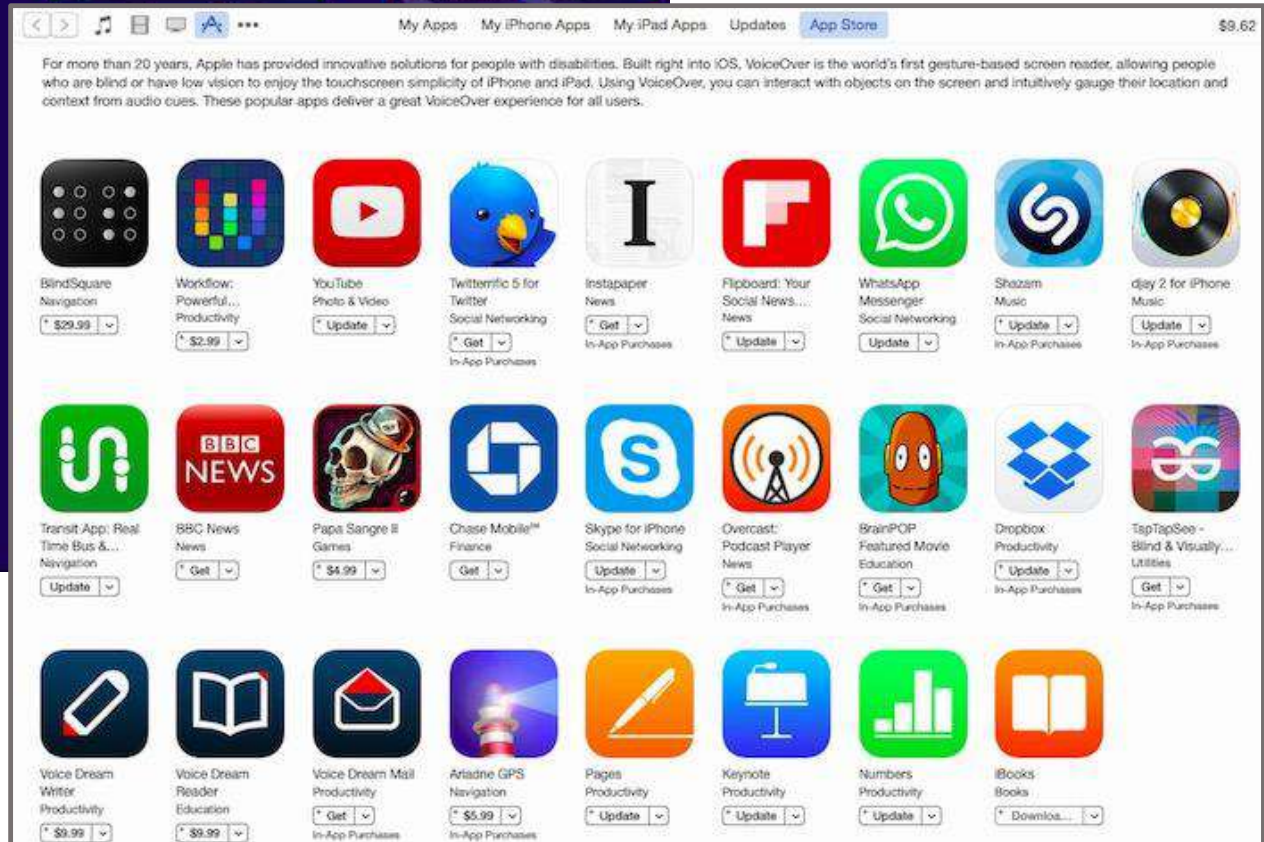 My Apps My iPhone Apps My iPad Apps Updates App Store $9.62
For more than 20 years, Apple has provided innovative solutions for people with disabilities. Built right into iOS, VoiceOver is the world's first gesture-based screen reader, allowing people
who are blind or have low vision to enjoy the touchscreen simplicity of iPhone and iPad. Using VoiceOver, you can interact with objects on the screen and intuitively gauge their location and
context from audio cues. These popular apps deliver a great VoiceOver experience for all users.
BlindSquare
Navigation
+ $29.99
Workflow:
Powerful...
Productivity
+ $2.99
YouTube
Photo & Video
+ Update
Twitterrific 5 for
Twitter
Social Networking
+ Get
In-App Purchases
I
Instapaper
News
+ Get
In-App Purchases
Flipboard: Your
Social News...
News
+ Update
WhatsApp
Messenger
Social Networking
Update
Shazam
Music
+ Update
In-App Purchases
djay 2 for iPhone
Music
Update
In-App Purchases
Transit App: Real
Time Bus &...
Navigation
Update
BBC
NEWS
BBC News
News
+ Get
Papa Sangre II
Games
+ $4.99
Chase Mobile℠
Finance
Get
S
Skype for iPhone
Social Networking
Update
In-App Purchases
Overcast:
Podcast Player
News
+ Get
In-App Purchases
BrainPOP
Featured Movie
Education
+ Get
In-App Purchases
Dropbox
Productivity
+ Update
In-App Purchases
TapTapSee -
Blind & Visually...
Utilities
Get
In-App Purchases
Voice Dream
Writer
Productivity
+ $9.99
Voice Dream
Reader
Education
+ $9.99
Voice Dream Mail
Productivity
+ Get
In-App Purchases
Ariadne GPS
Navigation
+ $5.99
In-App Purchases
Pages
Productivity
+ Update
Keynote
Productivity
+ Update
Numbers
Productivity
+ Update
iBooks
Books
+ Downloa...